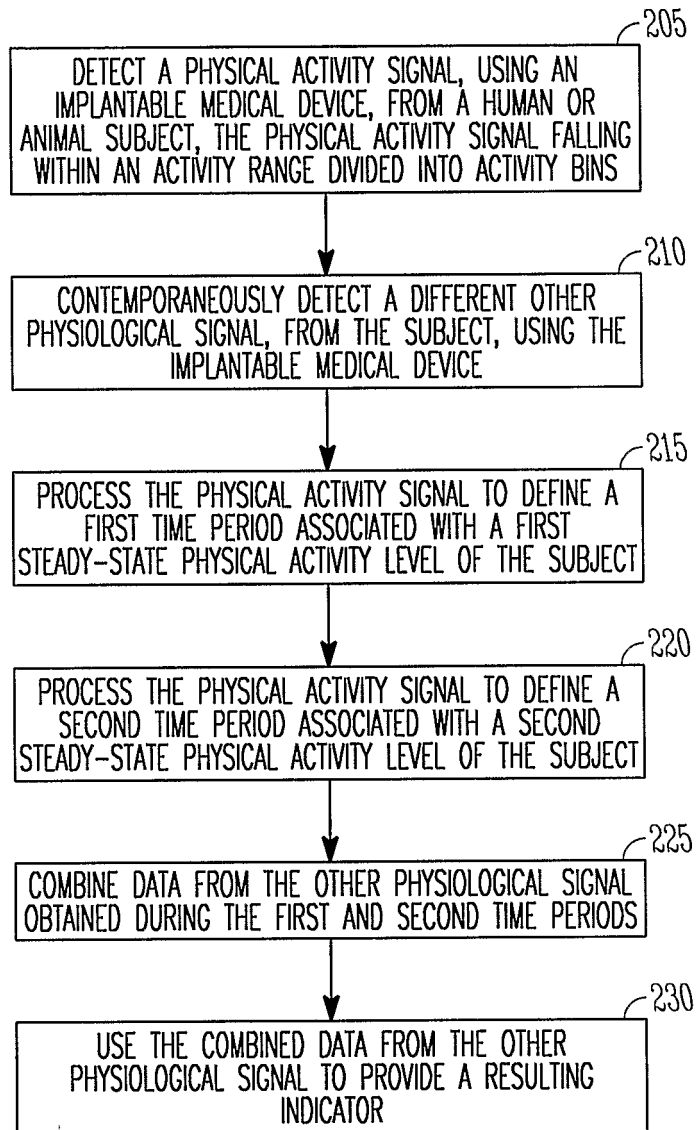 205
DETECT A PHYSICAL ACTIVITY SIGNAL, USING AN
IMPLANTABLE MEDICAL DEVICE, FROM A HUMAN OR
ANIMAL SUBJECT, THE PHYSICAL ACTIVITY SIGNAL FALLING
WITHIN AN ACTIVITY RANGE DIVIDED INTO ACTIVITY BINS
210
CONTEMPORANEOUSLY DETECT A DIFFERENT OTHER
PHYSIOLOGICAL SIGNAL, FROM THE SUBJECT, USING THE
IMPLANTABLE MEDICAL DEVICE
215
PROCESS THE PHYSICAL ACTIVITY SIGNAL TO DEFINE A
FIRST TIME PERIOD ASSOCIATED WITH A FIRST
STEADY-STATE PHYSICAL ACTIVITY LEVEL OF THE SUBJECT
220
PROCESS THE PHYSICAL ACTIVITY SIGNAL TO DEFINE A
SECOND TIME PERIOD ASSOCIATED WITH A SECOND
STEADY-STATE PHYSICAL ACTIVITY LEVEL OF THE SUBJECT
225
COMBINE DATA FROM THE OTHER PHYSIOLOGICAL SIGNAL
OBTAINED DURING THE FIRST AND SECOND TIME PERIODS
230
USE THE COMBINED DATA FROM THE OTHER
PHYSIOLOGICAL SIGNAL TO PROVIDE A RESULTING
INDICATOR